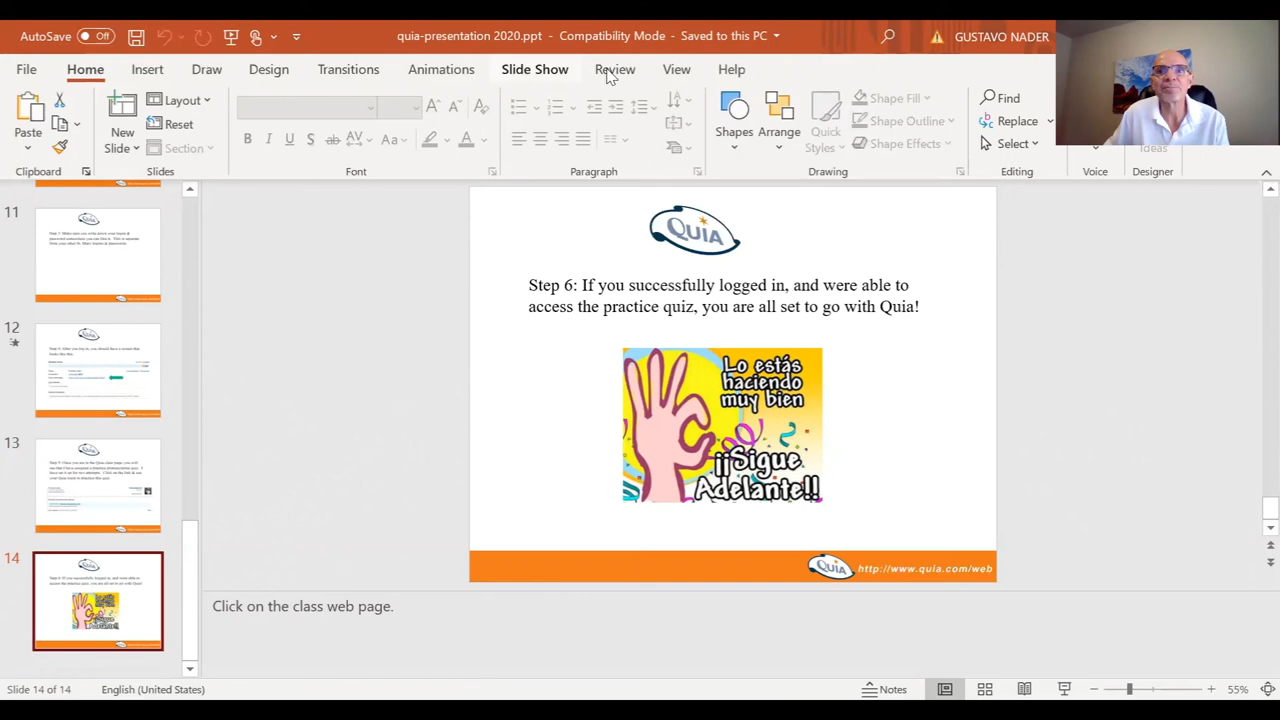 AutoSave Off
quia-presentation 2020.ppt - Compatibility Mode - Saved to this PC
GUSTAVO NADER
File Home Insert Draw Design Transitions Animations Slide Show Review View Help
Paste
New
Slide
Layout
Reset
Section
Shapes
Arrange
Quick
Styles
Shape Fill
Shape Outline
Shape Effects
Find
Replace
Select
Ideas
Clipboard Slides Font Paragraph Drawing Editing Voice Designer
11
12
13
14
QUIA
Step 6: If you successfully logged in, and were able to
access the practice quiz, you are all set to go with Quia!
Lo estás
haciendo
muy bien
¡¡Sigue
Adelante!!
QUIA http://www.quia.com/web
Click on the class web page.
Slide 14 of 14 English (United States) Notes 55%